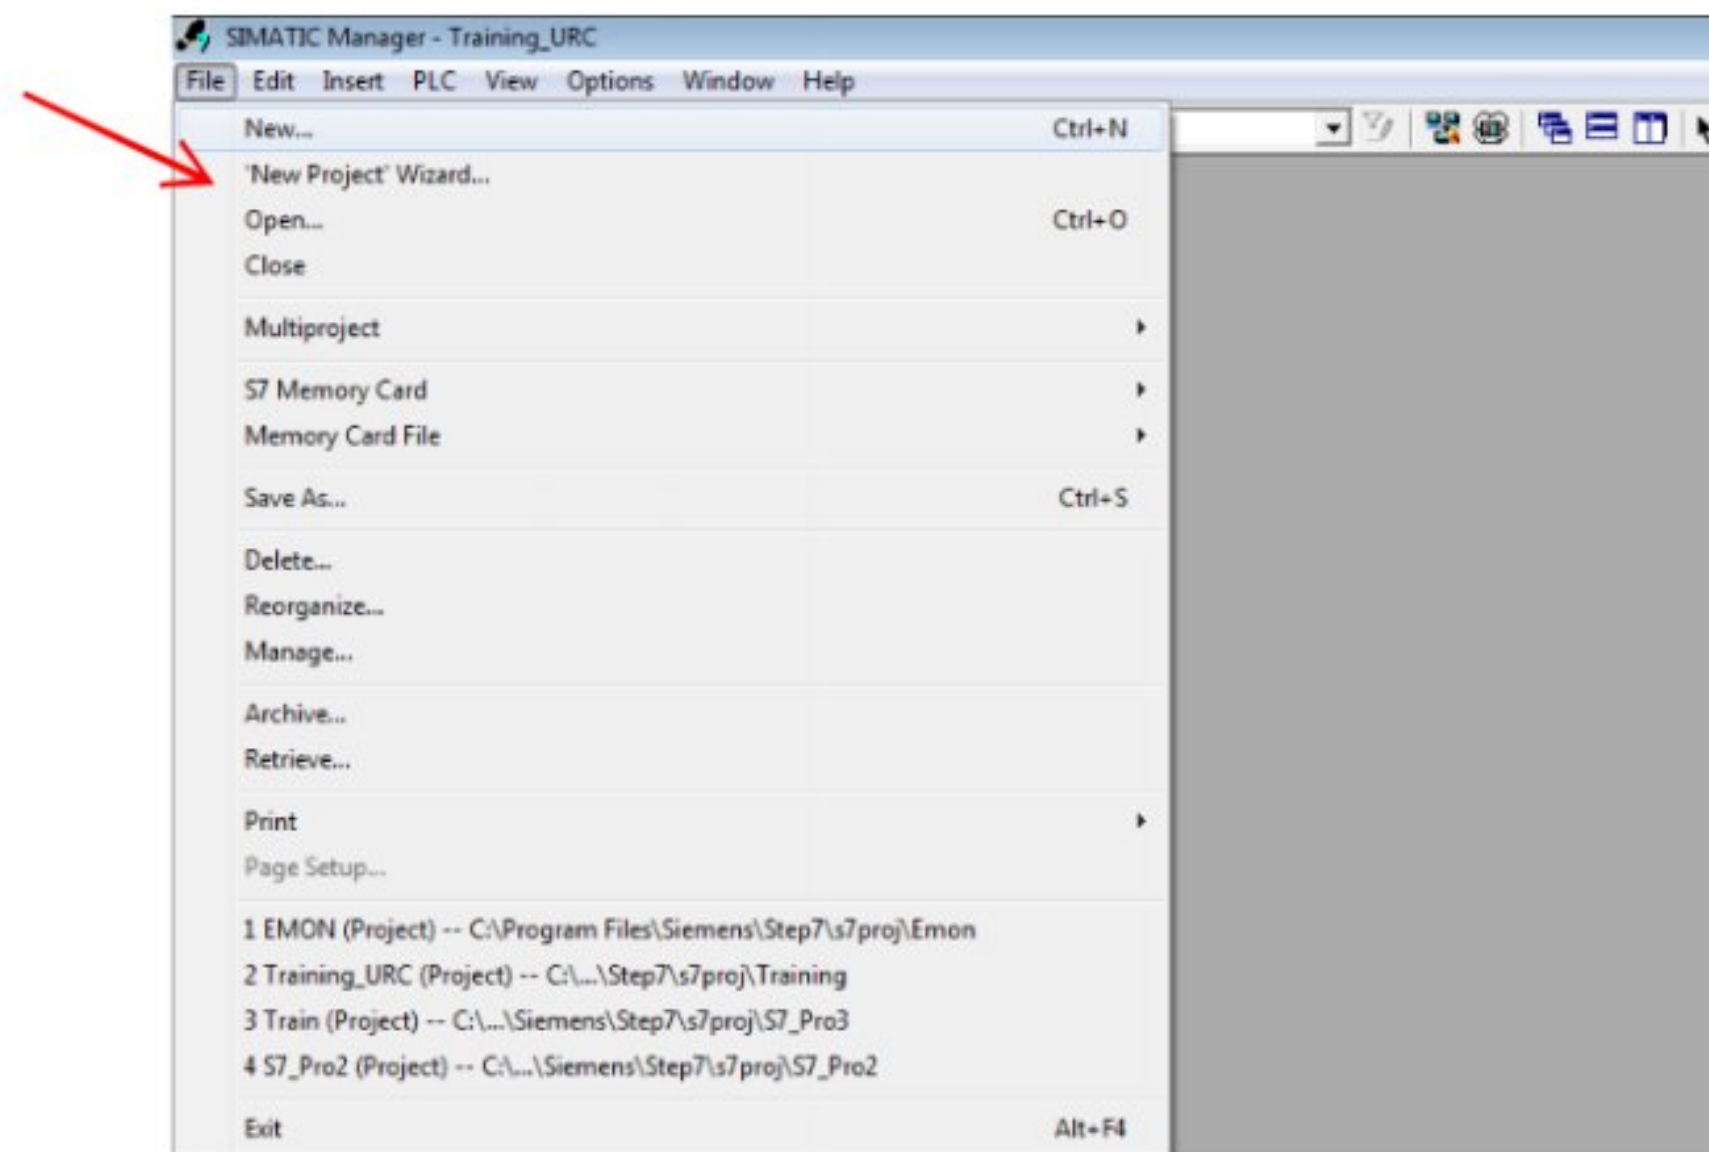 SIMATIC Manager - Training_URC
File Edit Insert PLC View Options Window Help
New... Ctrl+N
'New Project' Wizard...
Open... Ctrl+O
Close
Multiproject
S7 Memory Card
Memory Card File
Save As... Ctrl+S
Delete...
Reorganize...
Manage...
Archive...
Retrieve...
Print
Page Setup...
1 EMON (Project) -- C:\Program Files\Siemens\Step7\s7proj\Emon
2 Training_URC (Project) -- C:\...\Step7\s7proj\Training
3 Train (Project) -- C:\...\Siemens\Step7\s7proj\S7_Pro3
4 S7_Pro2 (Project) -- C:\...\Siemens\Step7\s7proj\S7_Pro2
Exit Alt+F4